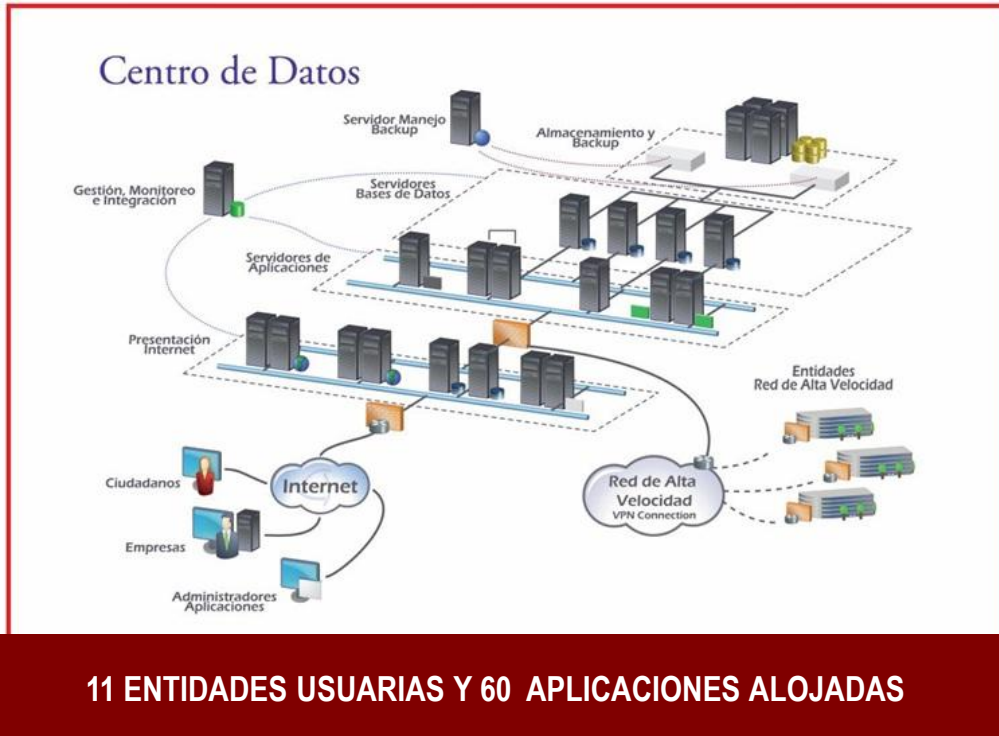 Centro de Datos
Servidor Manejo
Backup
Almacenamiento y
Backup
Gestión, Monitoreo
e Integración
Servidores
Bases de Datos
Servidores de
Aplicaciones
Presentación
Internet
Entidades
Red de Alta Velocidad
Ciudadanos
Internet
Red de Alta
Velocidad
VPN Connection
Empresas
Administradores
Aplicaciones
11 ENTIDADES USUARIAS Y 60 APLICACIONES ALOJADAS